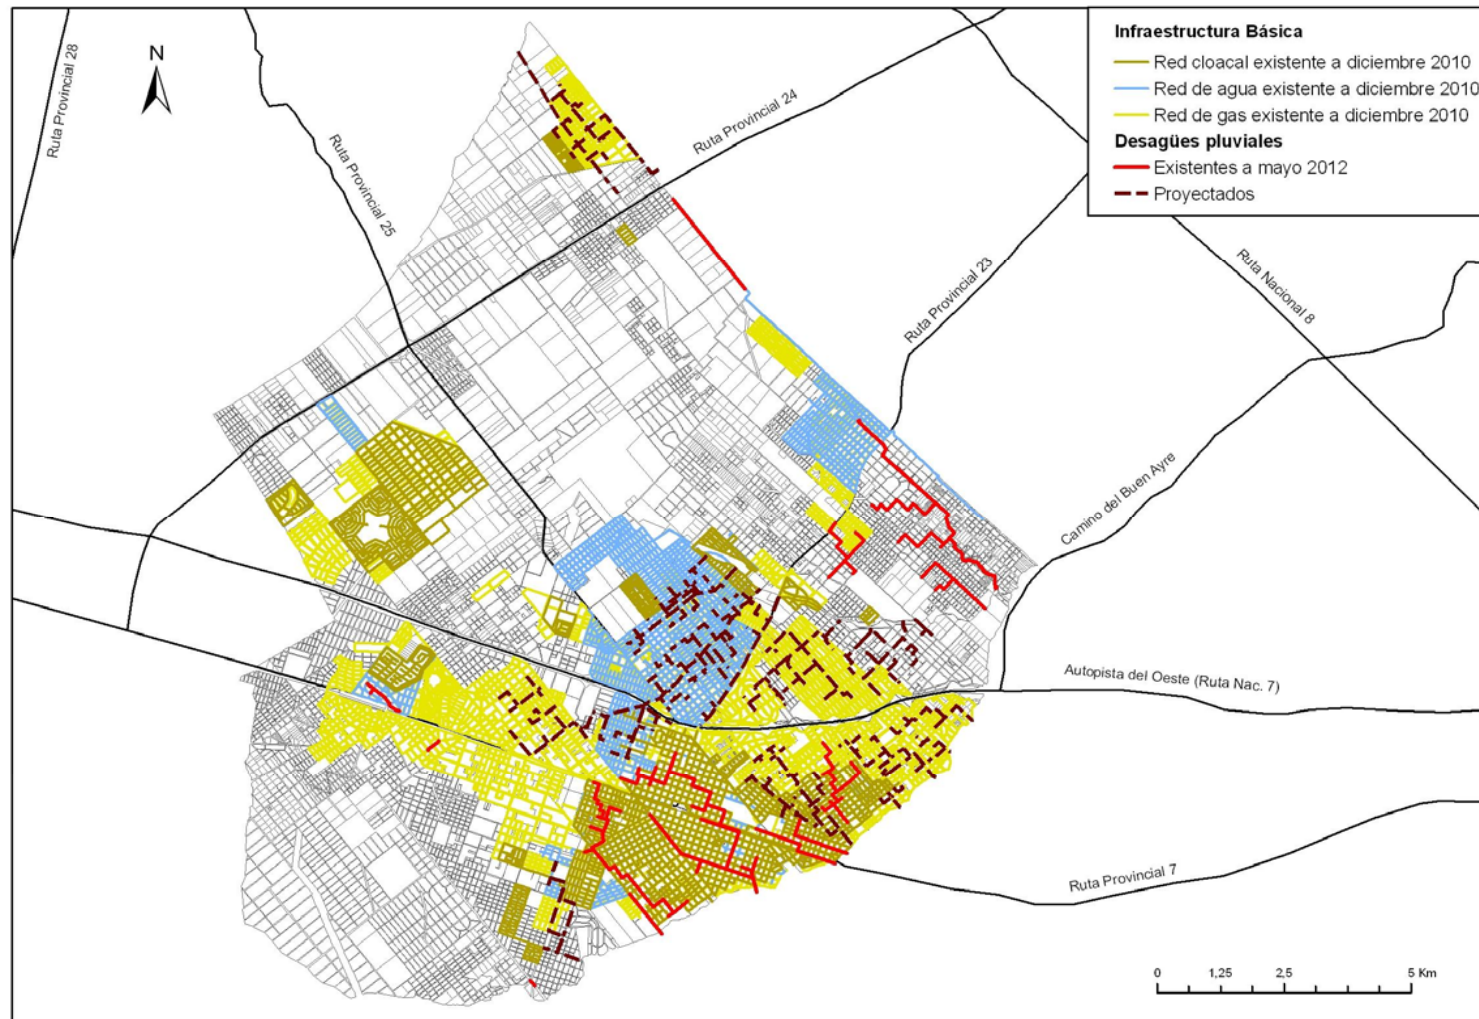 Infraestructura Básica
Red cloacal existente a diciembre 2010
Red de agua existente a diciembre 2010
Red de gas existente a diciembre 2010
Desagües pluviales
Existentes a mayo 2012
Proyectados
N
Ruta Provincial 28
Ruta Provincial 25
Ruta Provincial 24
Ruta Provincial 23
Ruta Nacional 8
Camino del Buen Ayre
Autopista del Oeste (Ruta Nac. 7)
Ruta Provincial 7
0 1,25 2,5 5 Km